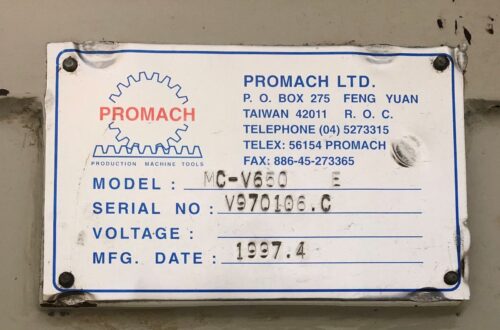 PROMACH
PRODUCTION MACHINE TOOLS
PROMACH LTD.
P. O. BOX 275 FENG YUAN
TAIWAN 42011 R. O. C.
TELEPHONE (04) 5273315
TELEX: 56154 PROMACH
FAX: 886-45-273365
MODEL : MC-V650 E
SERIAL NO : V970106.C
VOLTAGE :
MFG. DATE : 1997.4